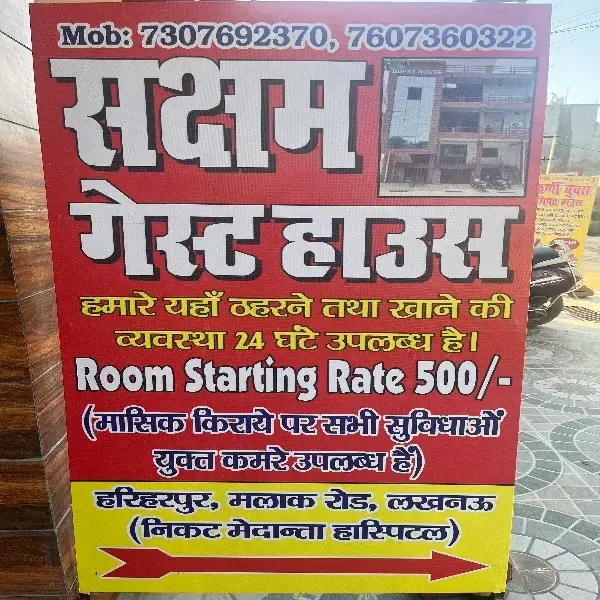 Mob: 7307692370, 7607360322
सक्षम
GUEST HOUSE
गेस्ट हाउस
हमारे यहाँ ठहरने तथा खाने की
व्यवस्था 24 घंटे उपलब्ध है।
Room Starting Rate 500/-
(मासिक किराये पर सभी सुविधाओं
युक्त कमरे उपलब्ध हैं)
हरिहरपुर, मलाक रोड, लखनऊ
(निकट मेदान्ता हास्पिटल)